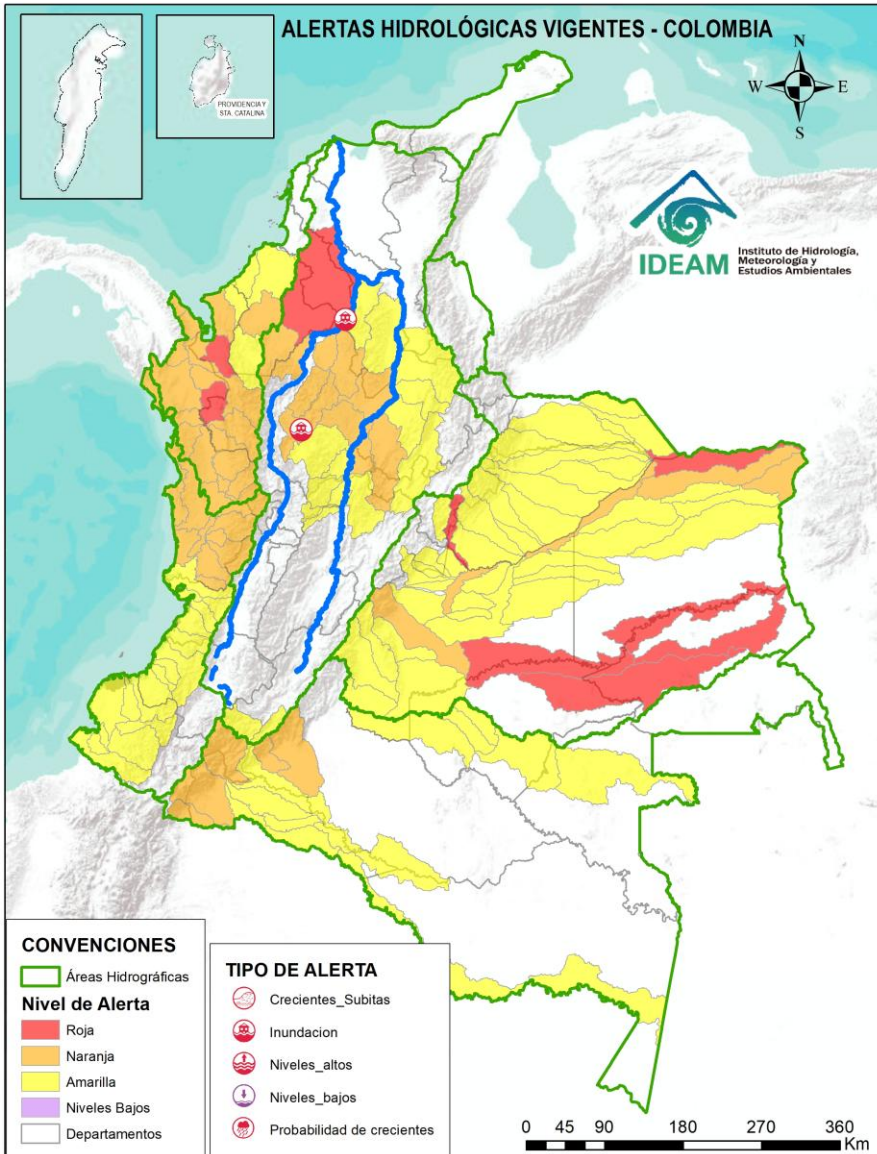 ALERTAS HIDROLÓGICAS VIGENTES - COLOMBIA
PROVIDENCIA Y
STA. CATALINA
N
W
E
S
IDEAM
Instituto de Hidrología,
Meteorología y
Estudios Ambientales
CONVENCIONES
Áreas Hidrográficas
Nivel de Alerta
Roja
Naranja
Amarilla
Niveles Bajos
Departamentos
TIPO DE ALERTA
Crecientes_Subitas
Inundacion
Niveles_altos
Niveles_bajos
Probabilidad de crecientes
0 45 90 180 270 360
Km